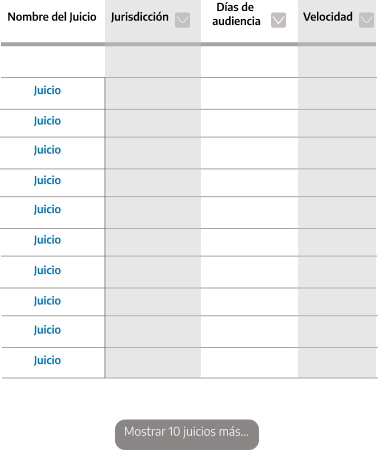 Nombre del Juicio
Jurisdicción
Días de
audiencia
Velocidad
Juicio
Juicio
Juicio
Juicio
Juicio
Juicio
Juicio
Juicio
Juicio
Juicio
Mostrar 10 juicios más...